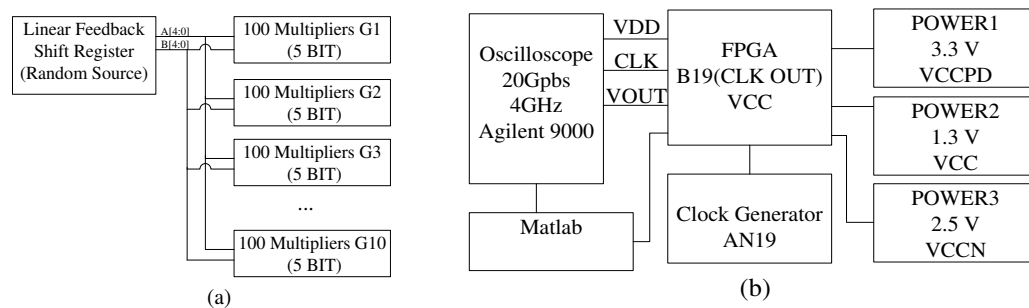 Linear Feedback
Shift Register
(Random Source)
A[4:0]
B[4:0]
100 Multipliers G1
(5 BIT)
100 Multipliers G2
(5 BIT)
100 Multipliers G3
(5 BIT)
...
100 Multipliers G10
(5 BIT)
(a)
Oscilloscope
20Gpbs
4GHz
Agilent 9000
VDD
CLK
VOUT
FPGA
B19(CLK OUT)
VCC
POWER1
3.3 V
VCCPD
POWER2
1.3 V
VCC
POWER3
2.5 V
VCCN
Matlab
Clock Generator
AN19
(b)